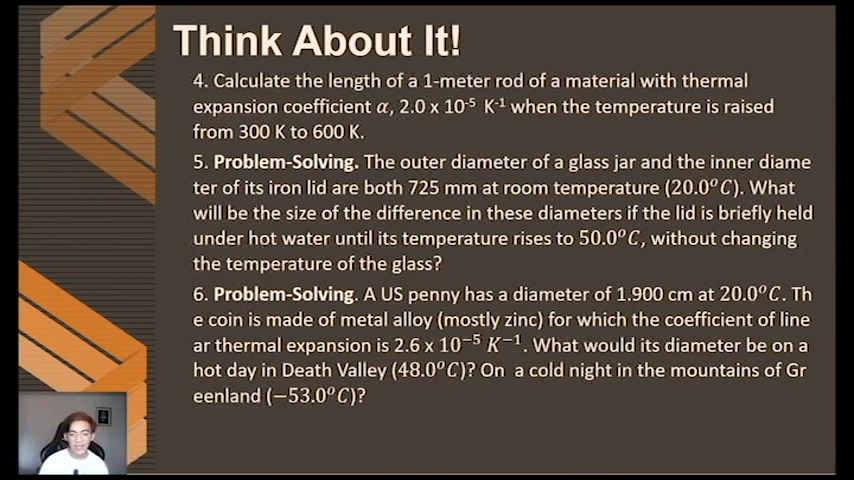 Think About It!
4. Calculate the length of a 1-meter rod of a material with thermal
expansion coefficient α, 2.0 x 10⁻⁵ K⁻¹ when the temperature is raised
from 300 K to 600 K.
5. Problem-Solving. The outer diameter of a glass jar and the inner diame
ter of its iron lid are both 725 mm at room temperature (20.0°C). What
will be the size of the difference in these diameters if the lid is briefly held
under hot water until its temperature rises to 50.0°C, without changing
the temperature of the glass?
6. Problem-Solving. A US penny has a diameter of 1.900 cm at 20.0°C. Th
e coin is made of metal alloy (mostly zinc) for which the coefficient of line
ar thermal expansion is 2.6 x 10⁻⁵ K⁻¹. What would its diameter be on a
hot day in Death Valley (48.0°C)? On a cold night in the mountains of Gr
eenland (−53.0°C)?